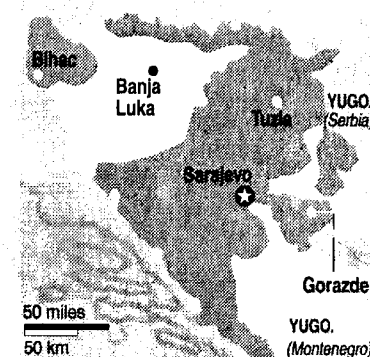 Bihac
Banja
Luka
YUGO.
(Serbia)
Tuzla
Sarajevo
Gorazde
50 miles
50 km
YUGO.
(Montenegro)